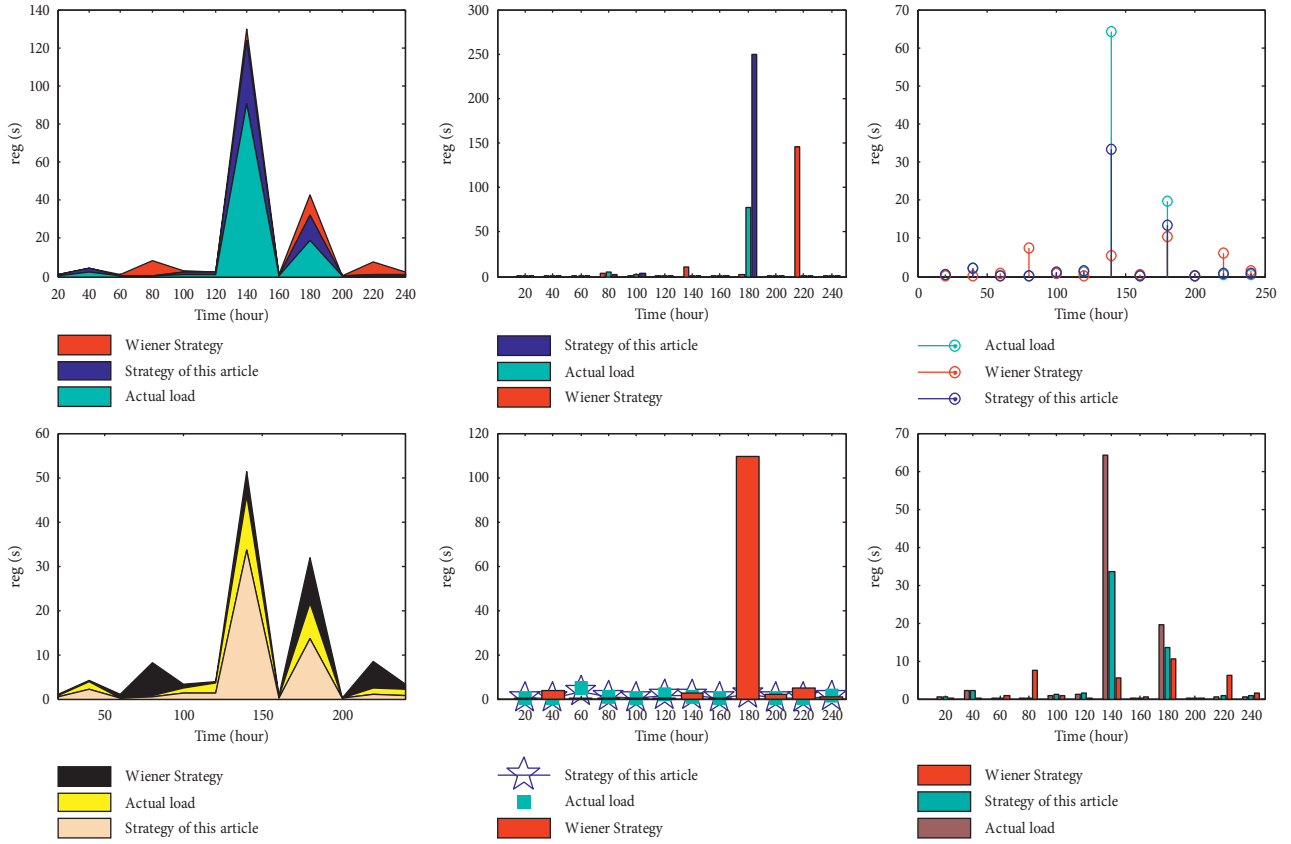 140
120
100
80
60
40
20
0
reg (s)
20 40 60 80 100 120 140 160 180 200 220 240
Time (hour)
Wiener Strategy
Strategy of this article
Actual load
300
250
200
150
100
50
0
reg (s)
20 40 60 80 100 120 140 160 180 200 220 240
Time (hour)
Strategy of this article
Actual load
Wiener Strategy
70
60
50
40
30
20
10
0
reg (s)
0 50 100 150 200 250
Time (hour)
Actual load
Wiener Strategy
Strategy of this article
60
50
40
30
20
10
0
reg (s)
50 100 150 200
Time (hour)
Wiener Strategy
Actual load
Strategy of this article
120
100
80
60
40
20
0
reg (s)
20 40 60 80 100 120 140 160 180 200 220 240
Time (hour)
Strategy of this article
Actual load
Wiener Strategy
70
60
50
40
30
20
10
0
reg (s)
20 40 60 80 100 120 140 160 180 200 220 240
Time (hour)
Wiener Strategy
Strategy of this article
Actual load